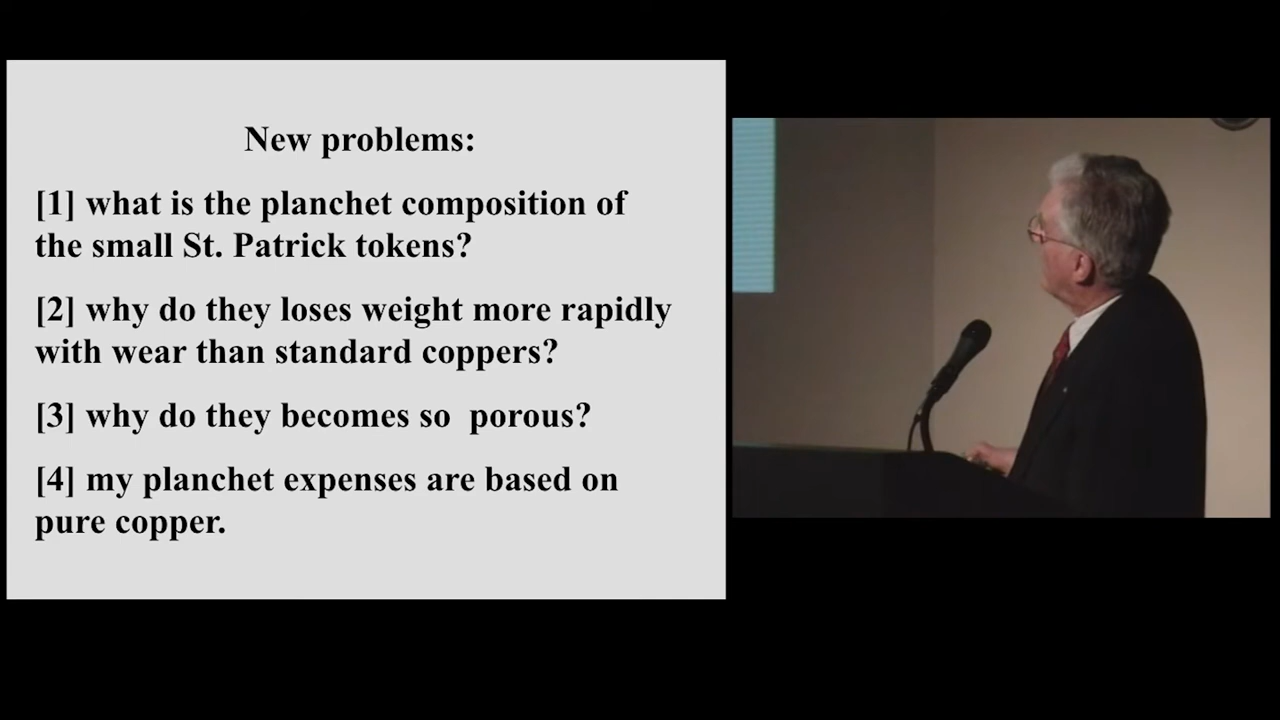 New problems:
[1] what is the planchet composition of
the small St. Patrick tokens?
[2] why do they loses weight more rapidly
with wear than standard coppers?
[3] why do they becomes so  porous?
[4] my planchet expenses are based on
pure copper.